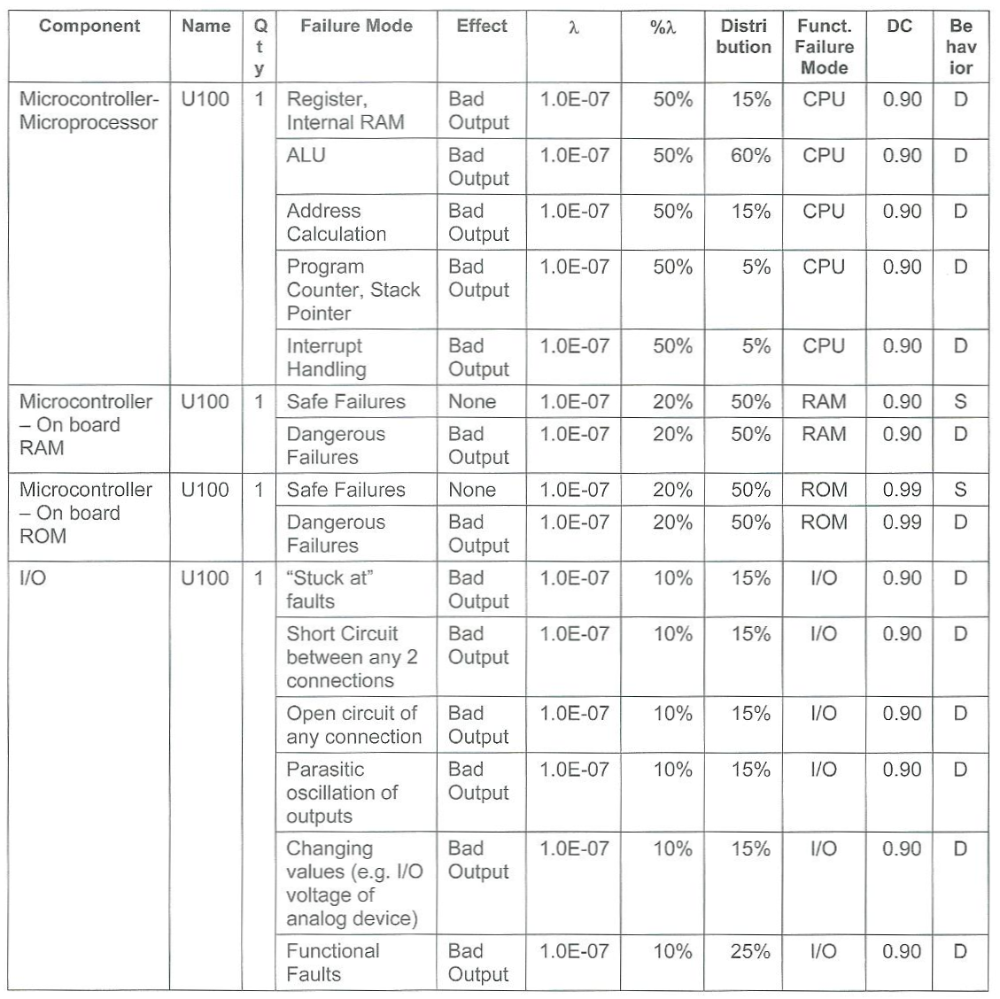 Component Name Q Failure Mode Effect λ %λ Distri Funct. DC Be
t bution Failure hav
y Mode ior
Microcontroller- U100 1 Register, Bad 1.0E-07 50% 15% CPU 0.90 D
Microprocessor Internal RAM Output
ALU Bad 1.0E-07 50% 60% CPU 0.90 D
Output
Address Bad 1.0E-07 50% 15% CPU 0.90 D
Calculation Output
Program Bad 1.0E-07 50% 5% CPU 0.90 D
Counter, Stack Output
Pointer
Interrupt Bad 1.0E-07 50% 5% CPU 0.90 D
Handling Output
Microcontroller U100 1 Safe Failures None 1.0E-07 20% 50% RAM 0.90 S
– On board Dangerous Bad 1.0E-07 20% 50% RAM 0.90 D
RAM Failures Output
Microcontroller U100 1 Safe Failures None 1.0E-07 20% 50% ROM 0.99 S
– On board Dangerous Bad 1.0E-07 20% 50% ROM 0.99 D
ROM Failures Output
I/O U100 1 “Stuck at” Bad 1.0E-07 10% 15% I/O 0.90 D
faults Output
Short Circuit Bad 1.0E-07 10% 15% I/O 0.90 D
between any 2 Output
connections
Open circuit of Bad 1.0E-07 10% 15% I/O 0.90 D
any connection Output
Parasitic Bad 1.0E-07 10% 15% I/O 0.90 D
oscillation of Output
outputs
Changing Bad 1.0E-07 10% 15% I/O 0.90 D
values (e.g. I/O Output
voltage of
analog device)
Functional Bad 1.0E-07 10% 25% I/O 0.90 D
Faults Output